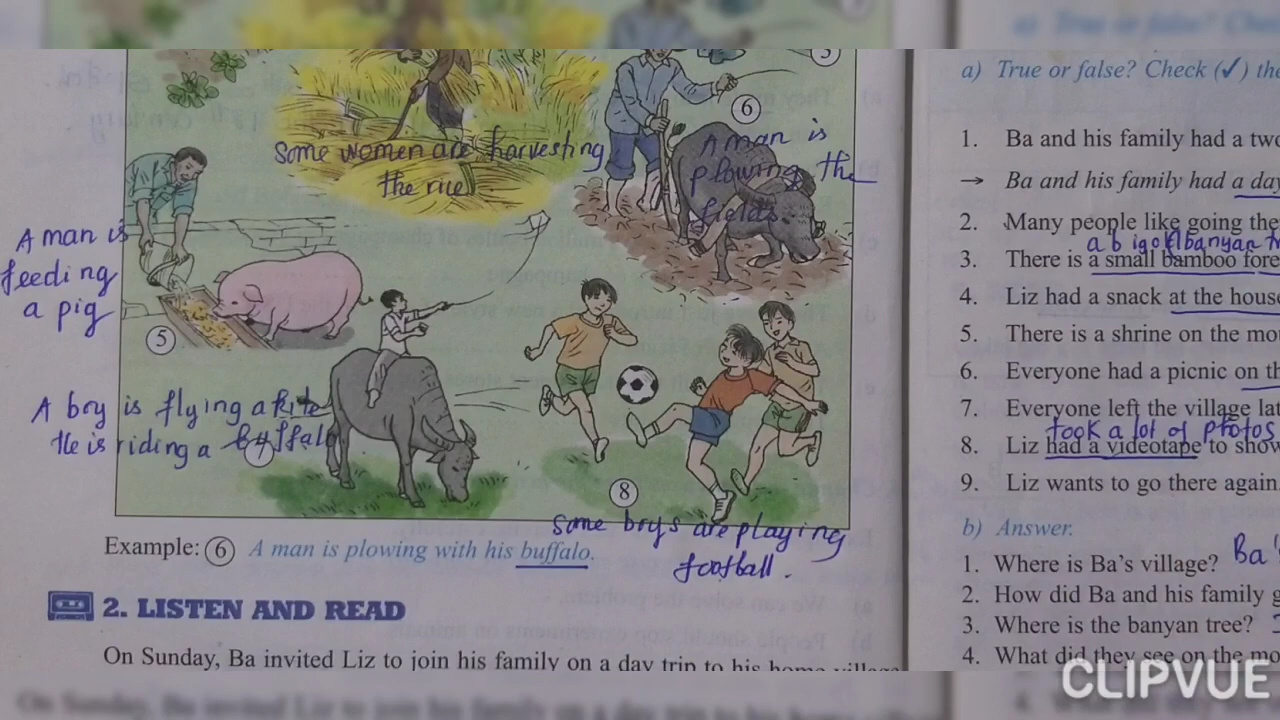 6
A man is
plowing the
fields.
Some women are harvesting
the rice.
A man is
feeding
a pig
5
A boy is flying a kite
He is riding a buffalo
8
Some boys are playing
football.
Example: 6 A man is plowing with his buffalo.
2. LISTEN AND READ
On Sunday, Ba invited Liz to join his family on a day trip to his home village
a) True or false? Check (✓) the
1. Ba and his family had a two
→ Ba and his family had a day
2. Many people like going the
a big old banyan
3. There is a small bamboo fore
4. Liz had a snack at the house
5. There is a shrine on the mo
6. Everyone had a picnic on th
7. Everyone left the village lat
took a lot of photos
8. Liz had a videotape to show
9. Liz wants to go there again.
b) Answer.
1. Where is Ba's village? Ba'
2. How did Ba and his family g
3. Where is the banyan tree?
4. What did they see on the mo
CLIPVUE